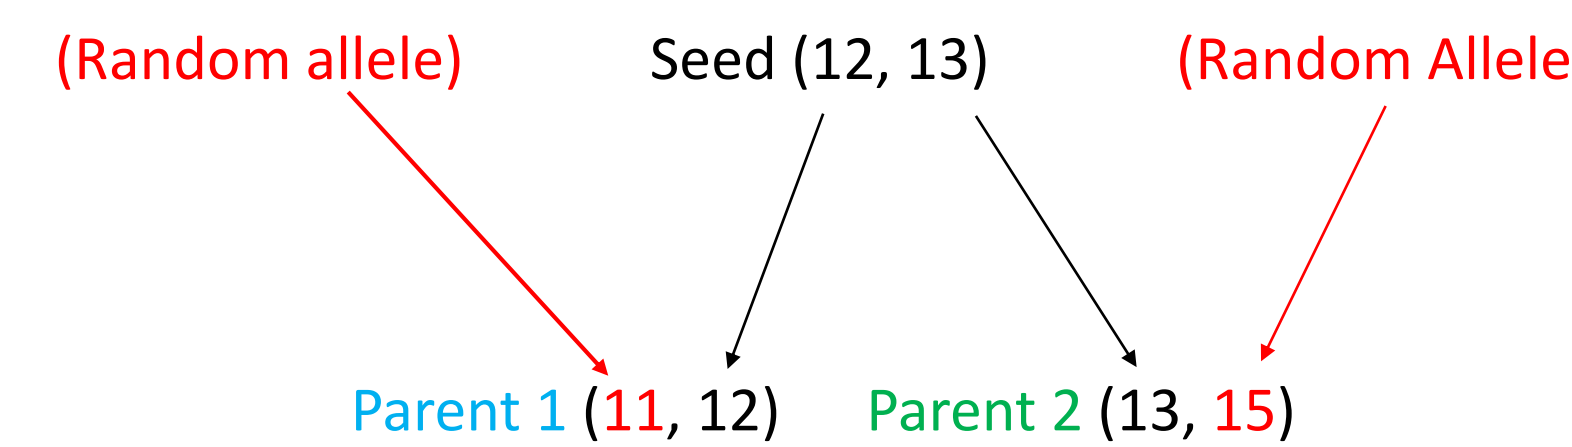 (Random allele) Seed (12, 13) (Random Allele
Parent 1 (11, 12) Parent 2 (13, 15)